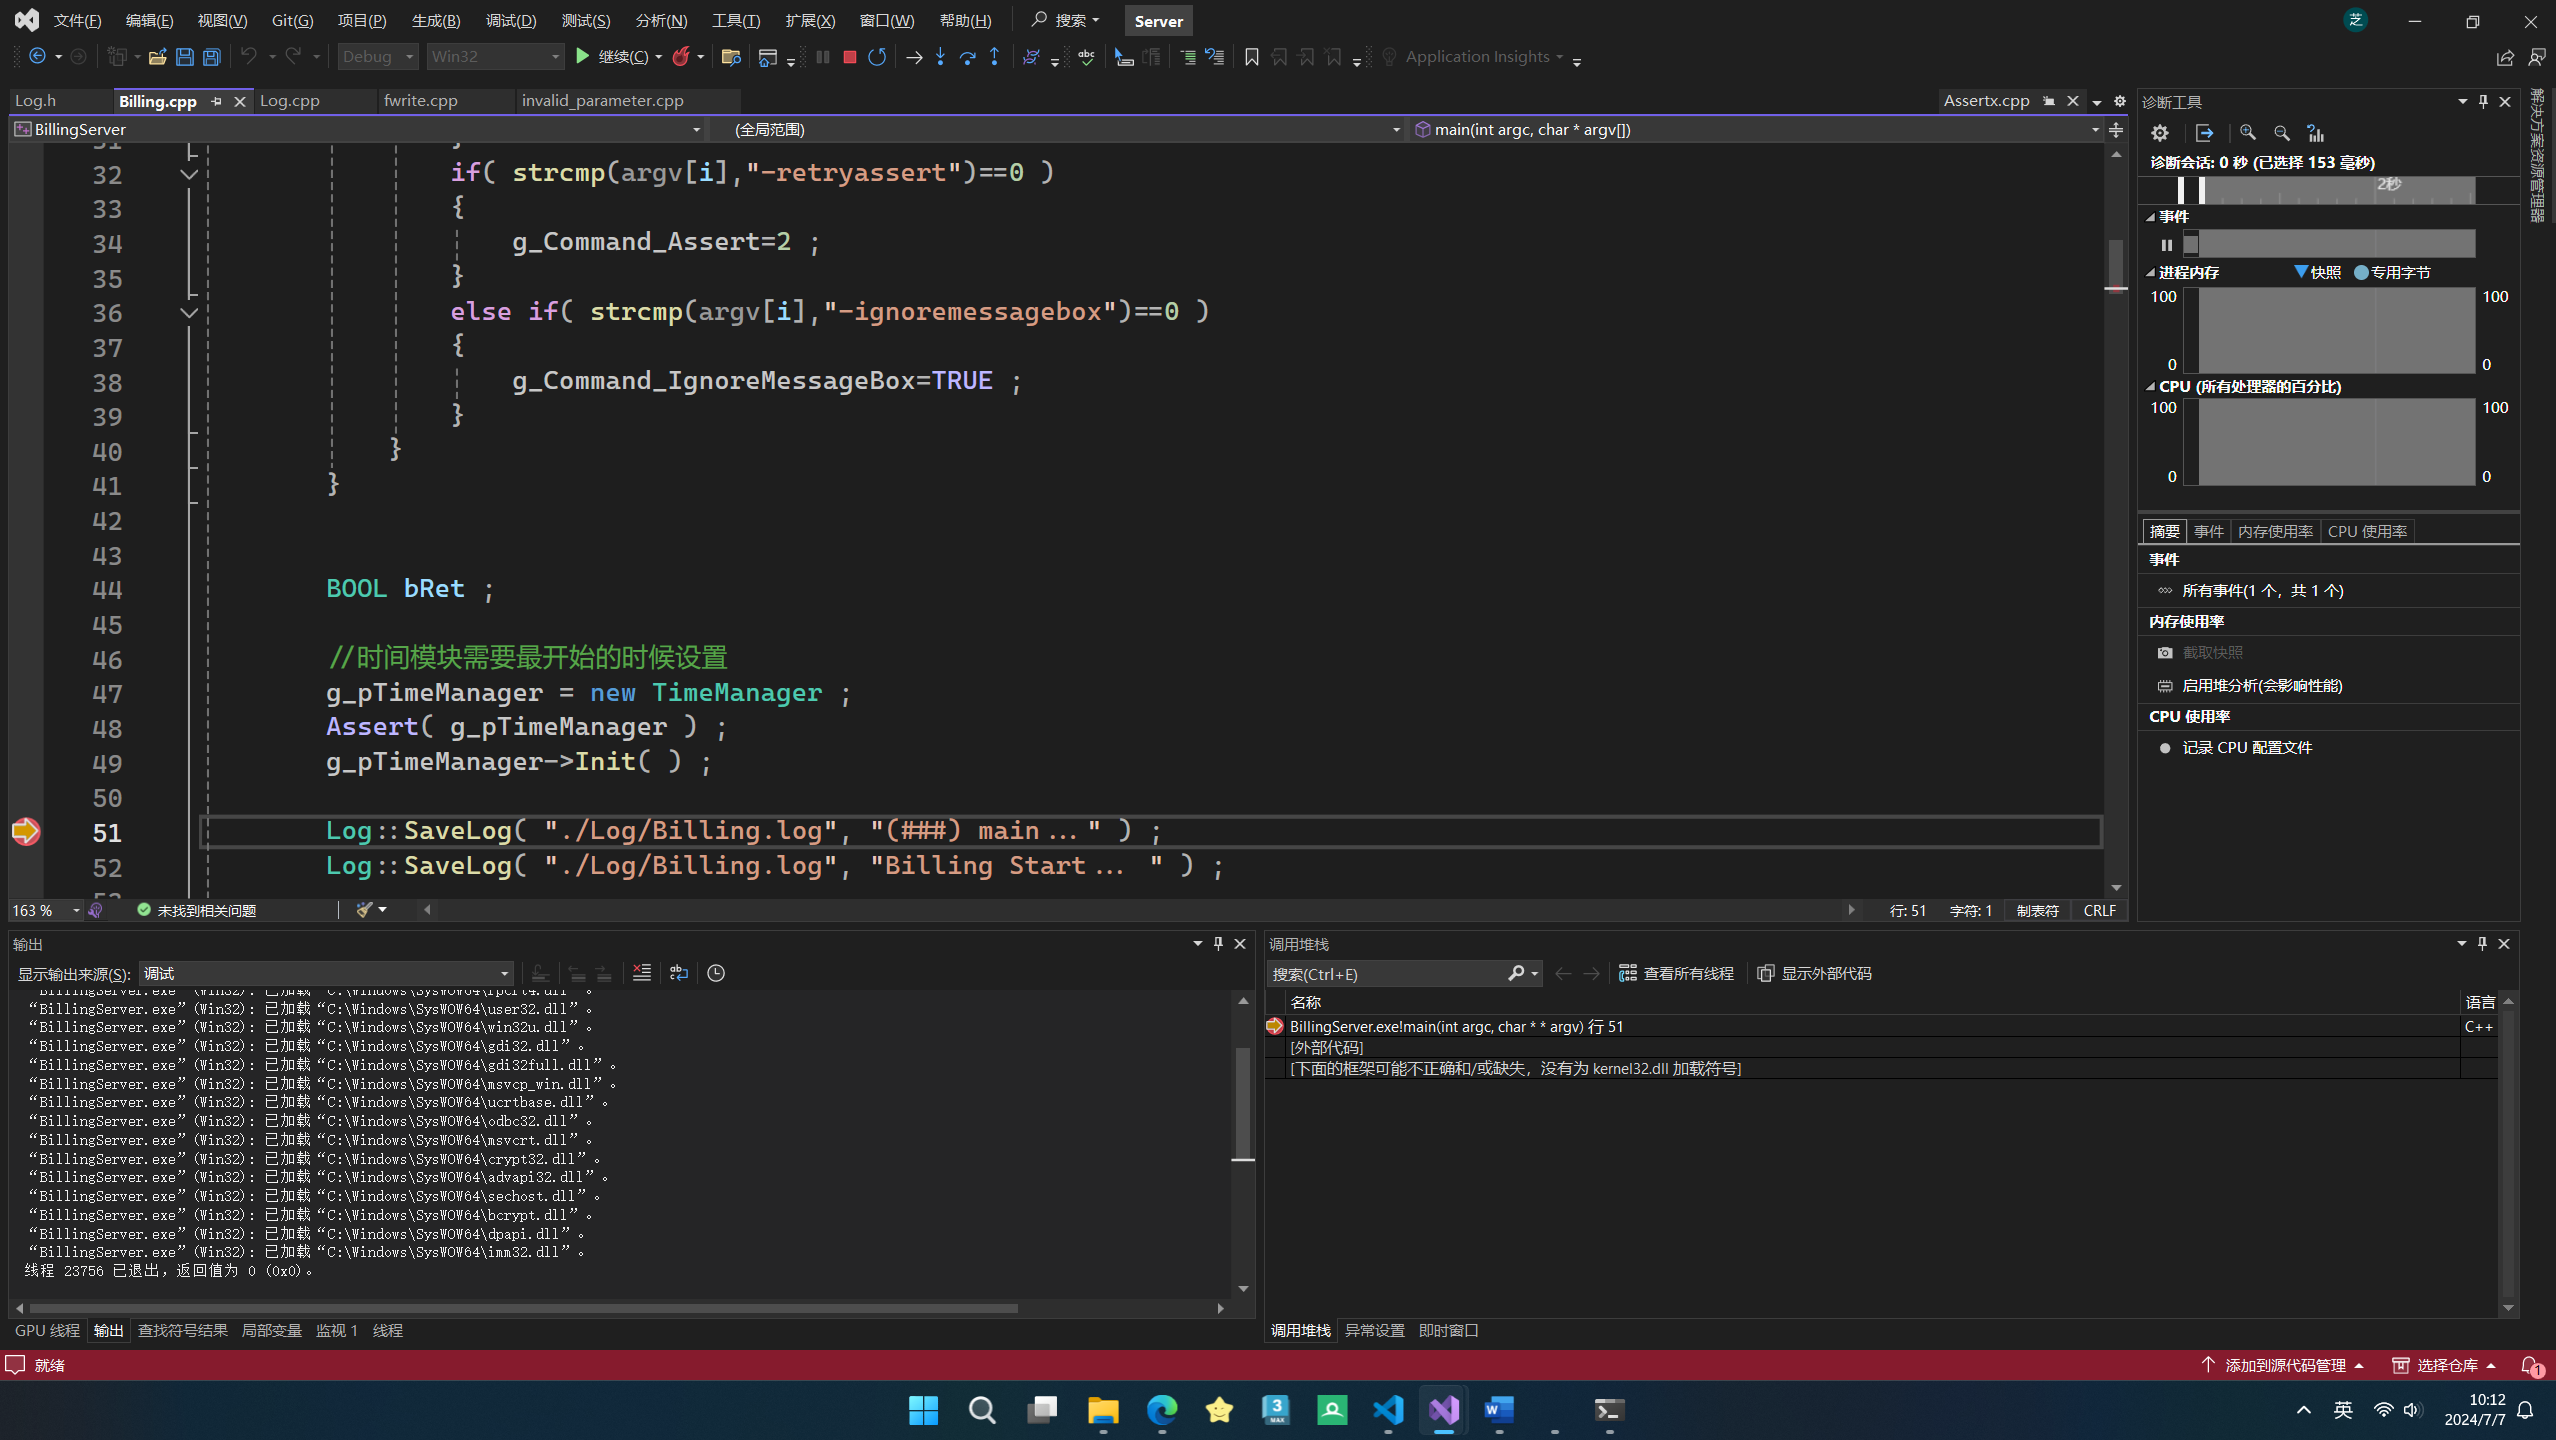 文件(F) 编辑(E) 视图(V) Git(G) 项目(P) 生成(B) 调试(D) 测试(S) 分析(N) 工具(T) 扩展(X) 窗口(W) 帮助(H) 搜索 Server 芝
Debug Win32 继续(C) Application Insights
Log.h Billing.cpp Log.cpp fwrite.cpp invalid_parameter.cpp Assertx.cpp
BillingServer (全局范围) main(int argc, char * argv[])
31 }
32 if( strcmp(argv[i],"-retryassert")==0 )
33 {
34 g_Command_Assert=2 ;
35 }
36 else if( strcmp(argv[i],"-ignoremessagebox")==0 )
37 {
38 g_Command_IgnoreMessageBox=TRUE ;
39 }
40 }
41 }
42
43
44 BOOL bRet ;
45
46 //时间模块需要最开始的时候设置
47 g_pTimeManager = new TimeManager ;
48 Assert( g_pTimeManager ) ;
49 g_pTimeManager->Init( ) ;
50
51 Log::SaveLog( "./Log/Billing.log", "(###) main..." ) ;
52 Log::SaveLog( "./Log/Billing.log", "Billing Start... " ) ;
163 % 未找到相关问题 行: 51 字符: 1 制表符 CRLF
诊断工具
诊断会话: 0 秒 (已选择 153 毫秒)
2秒
事件
进程内存 快照 专用字节
100 100
0 0
CPU (所有处理器的百分比)
100 100
0 0
摘要 事件 内存使用率 CPU 使用率
事件
所有事件(1 个，共 1 个)
内存使用率
截取快照
启用堆分析(会影响性能)
CPU 使用率
记录 CPU 配置文件
解决方案资源管理器
输出
显示输出来源(S): 调试
“BillingServer.exe” (Win32): 已加载“C:\Windows\SysWOW64\rpcrt4.dll”。
“BillingServer.exe” (Win32): 已加载“C:\Windows\SysWOW64\user32.dll”。
“BillingServer.exe” (Win32): 已加载“C:\Windows\SysWOW64\win32u.dll”。
“BillingServer.exe” (Win32): 已加载“C:\Windows\SysWOW64\gdi32.dll”。
“BillingServer.exe” (Win32): 已加载“C:\Windows\SysWOW64\gdi32full.dll”。
“BillingServer.exe” (Win32): 已加载“C:\Windows\SysWOW64\msvcp_win.dll”。
“BillingServer.exe” (Win32): 已加载“C:\Windows\SysWOW64\ucrtbase.dll”。
“BillingServer.exe” (Win32): 已加载“C:\Windows\SysWOW64\odbc32.dll”。
“BillingServer.exe” (Win32): 已加载“C:\Windows\SysWOW64\msvcrt.dll”。
“BillingServer.exe” (Win32): 已加载“C:\Windows\SysWOW64\crypt32.dll”。
“BillingServer.exe” (Win32): 已加载“C:\Windows\SysWOW64\advapi32.dll”。
“BillingServer.exe” (Win32): 已加载“C:\Windows\SysWOW64\sechost.dll”。
“BillingServer.exe” (Win32): 已加载“C:\Windows\SysWOW64\bcrypt.dll”。
“BillingServer.exe” (Win32): 已加载“C:\Windows\SysWOW64\dpapi.dll”。
“BillingServer.exe” (Win32): 已加载“C:\Windows\SysWOW64\imm32.dll”。
线程 23756 已退出，返回值为 0 (0x0)。
GPU 线程 输出 查找符号结果 局部变量 监视 1 线程
调用堆栈
搜索(Ctrl+E) 查看所有线程 显示外部代码
名称 语言
BillingServer.exe!main(int argc, char * * argv) 行 51 C++
[外部代码]
[下面的框架可能不正确和/或缺失，没有为 kernel32.dll 加载符号]
调用堆栈 异常设置 即时窗口
就绪 添加到源代码管理 选择仓库 1
3 MAX W 英 10:12
2024/7/7